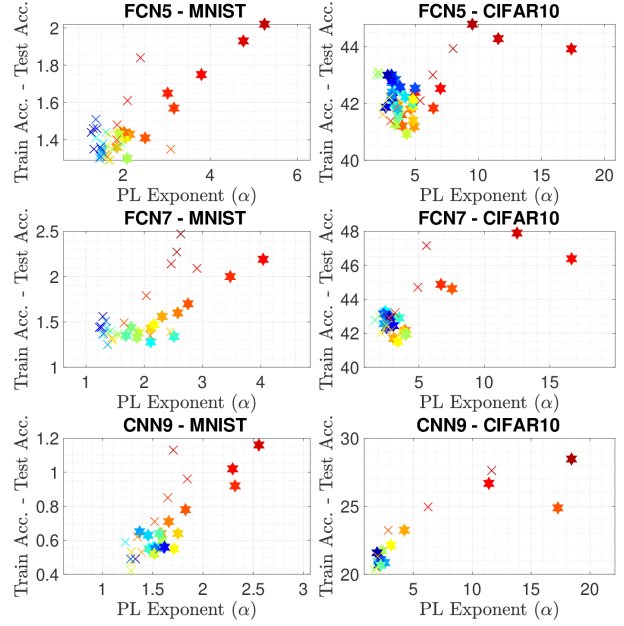 FCN5 - MNIST
Train Acc. - Test Acc.
2
1.8
1.6
1.4
2 4 6
PL Exponent (α)
FCN5 - CIFAR10
Train Acc. - Test Acc.
44
42
40
5 10 15 20
PL Exponent (α)
FCN7 - MNIST
Train Acc. - Test Acc.
2.5
2
1.5
1
1 2 3 4
PL Exponent (α)
FCN7 - CIFAR10
Train Acc. - Test Acc.
48
46
44
42
40
5 10 15
PL Exponent (α)
CNN9 - MNIST
Train Acc. - Test Acc.
1.2
1
0.8
0.6
0.4
1 1.5 2 2.5 3
PL Exponent (α)
CNN9 - CIFAR10
Train Acc. - Test Acc.
30
25
20
5 10 15 20
PL Exponent (α)